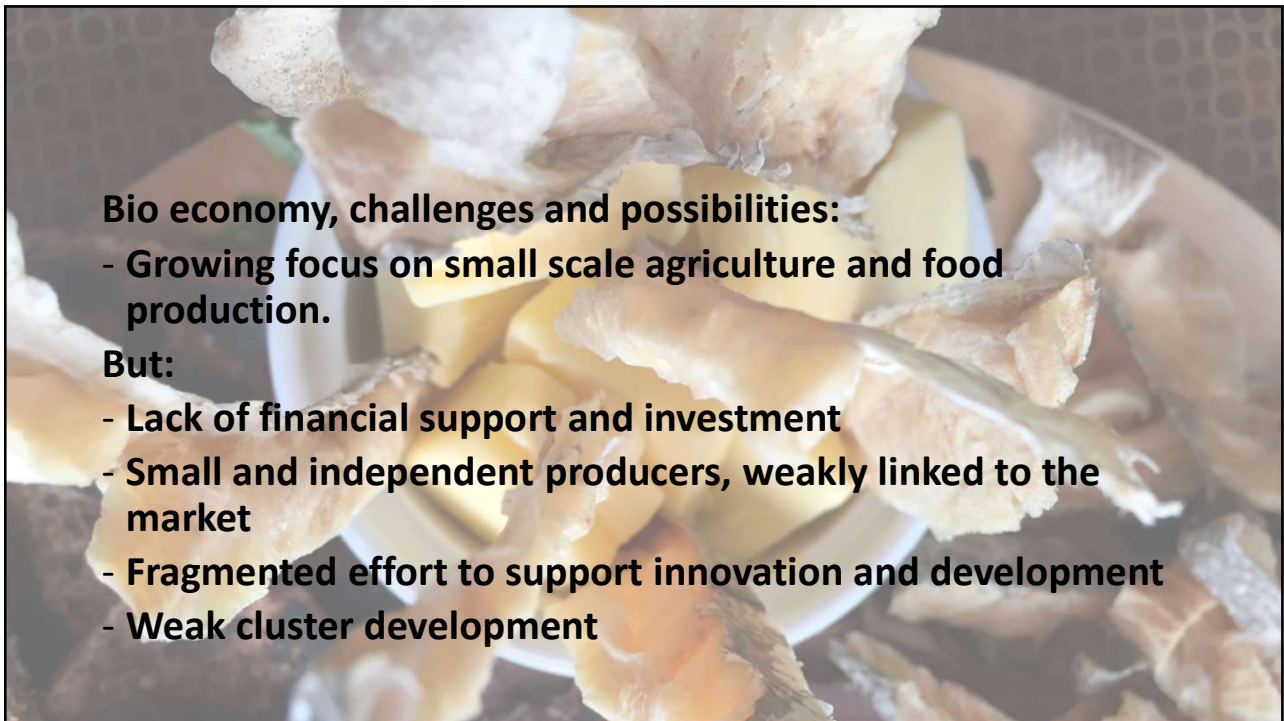 Bio economy, challenges and possibilities:
- Growing focus on small scale agriculture and food
production.
But:
- Lack of financial support and investment
- Small and independent producers, weakly linked to the
market
- Fragmented effort to support innovation and development
- Weak cluster development